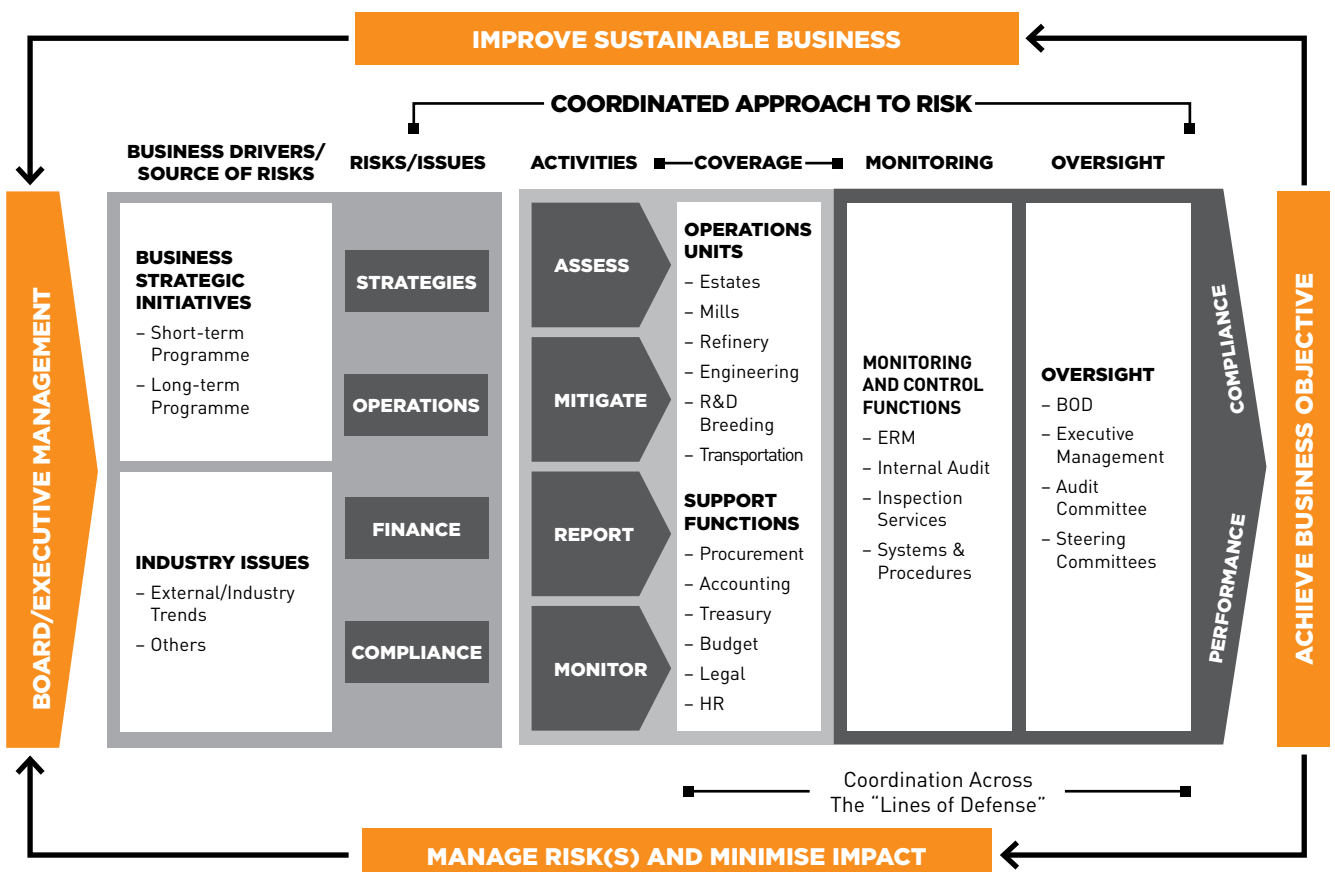 IMPROVE SUSTAINABLE BUSINESS
COORDINATED APPROACH TO RISK
BUSINESS DRIVERS/
SOURCE OF RISKS
RISKS/ISSUES
ACTIVITIES
COVERAGE
MONITORING
OVERSIGHT
BOARD/EXECUTIVE MANAGEMENT
BUSINESS
STRATEGIC
INITIATIVES
– Short-term
Programme
– Long-term
Programme
INDUSTRY ISSUES
– External/Industry
Trends
– Others
STRATEGIES
OPERATIONS
FINANCE
COMPLIANCE
ASSESS
MITIGATE
REPORT
MONITOR
OPERATIONS
UNITS
– Estates
– Mills
– Refinery
– Engineering
– R&D
Breeding
– Transportation
SUPPORT
FUNCTIONS
– Procurement
– Accounting
– Treasury
– Budget
– Legal
– HR
MONITORING
AND CONTROL
FUNCTIONS
– ERM
– Internal Audit
– Inspection
Services
– Systems &
Procedures
OVERSIGHT
– BOD
– Executive
Management
– Audit
Committee
– Steering
Committees
COMPLIANCE
PERFORMANCE
ACHIEVE BUSINESS OBJECTIVE
Coordination Across
The “Lines of Defense”
MANAGE RISK(S) AND MINIMISE IMPACT